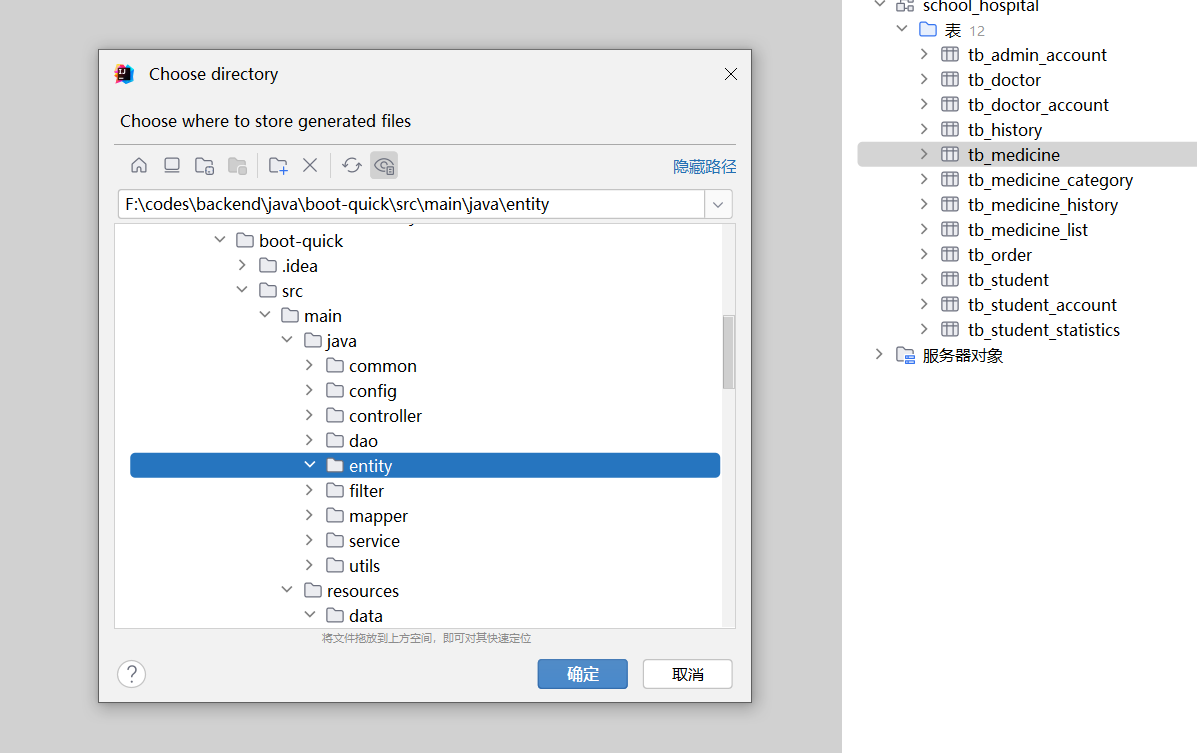 Choose directory
Choose where to store generated files
隐藏路径
F:\codes\backend\java\boot-quick\src\main\java\entity
boot-quick
.idea
src
main
java
common
config
controller
dao
entity
filter
mapper
service
utils
resources
data
将文件拖放到上方空间，即可对其快速定位
?
确定
取消
school_hospital
表 12
tb_admin_account
tb_doctor
tb_doctor_account
tb_history
tb_medicine
tb_medicine_category
tb_medicine_history
tb_medicine_list
tb_order
tb_student
tb_student_account
tb_student_statistics
服务器对象